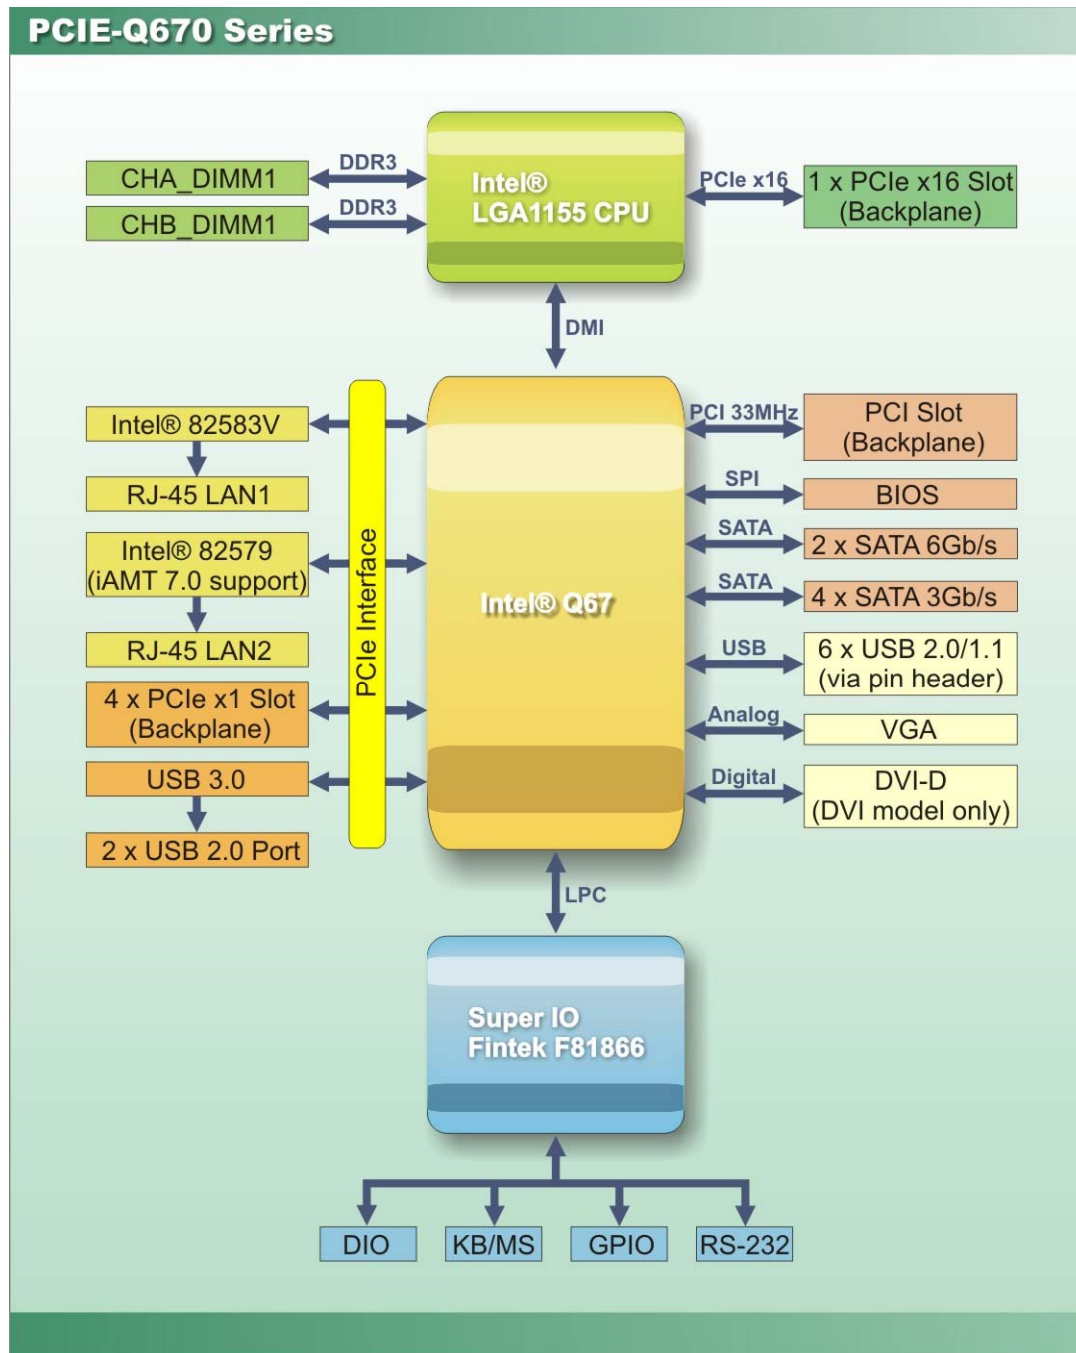 PCIE-Q670 Series
Intel®
LGA1155 CPU
CHA_DIMM1
DDR3
CHB_DIMM1
DDR3
PCIe x16
1 x PCIe x16 Slot
(Backplane)
DMI
Intel® 82583V
RJ-45 LAN1
Intel® 82579
(iAMT 7.0 support)
RJ-45 LAN2
4 x PCIe x1 Slot
(Backplane)
USB 3.0
2 x USB 2.0 Port
PCIe Interface
Intel® Q67
PCI 33MHz
PCI Slot
(Backplane)
SPI
BIOS
SATA
2 x SATA 6Gb/s
SATA
4 x SATA 3Gb/s
USB
6 x USB 2.0/1.1
(via pin header)
Analog
VGA
Digital
DVI-D
(DVI model only)
LPC
Super IO
Fintek F81866
DIO
KB/MS
GPIO
RS-232